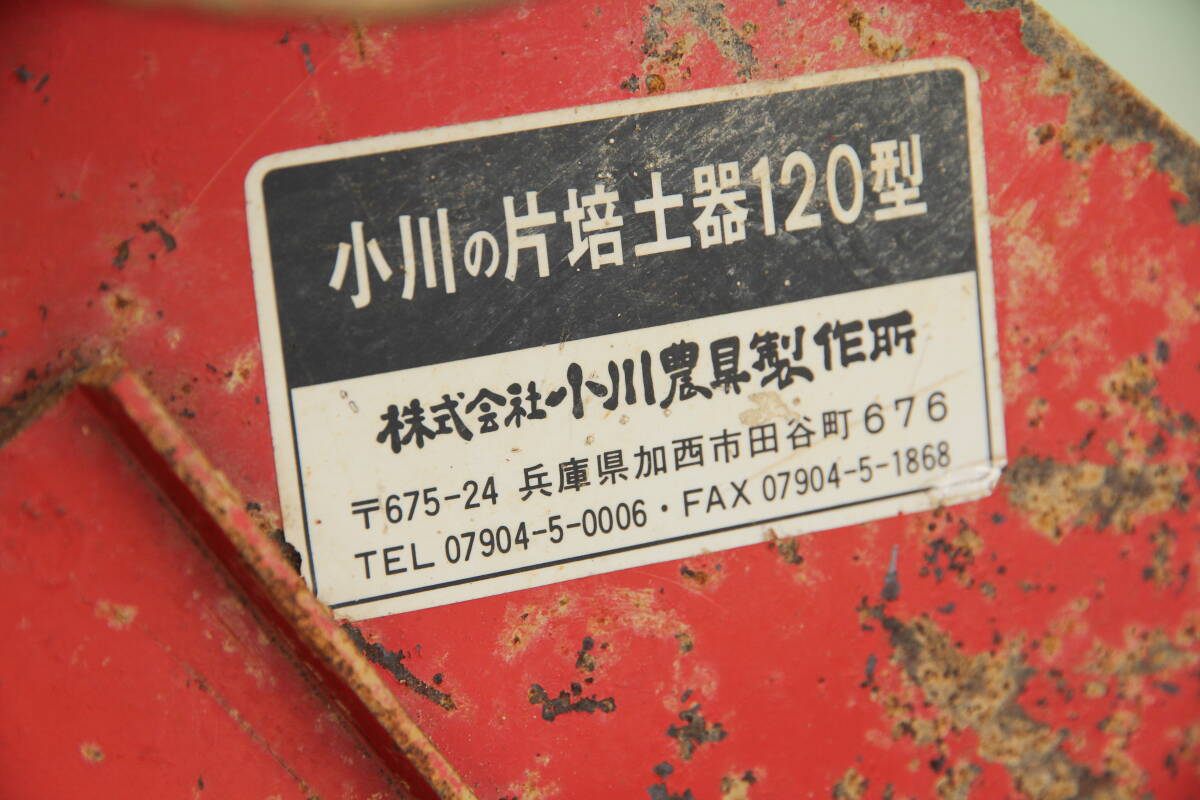 小川の片培土器120型
株式会社小川農具製作所
〒675-24 兵庫県加西市田谷町676
TEL 07904-5-0006・FAX 07904-5-1868